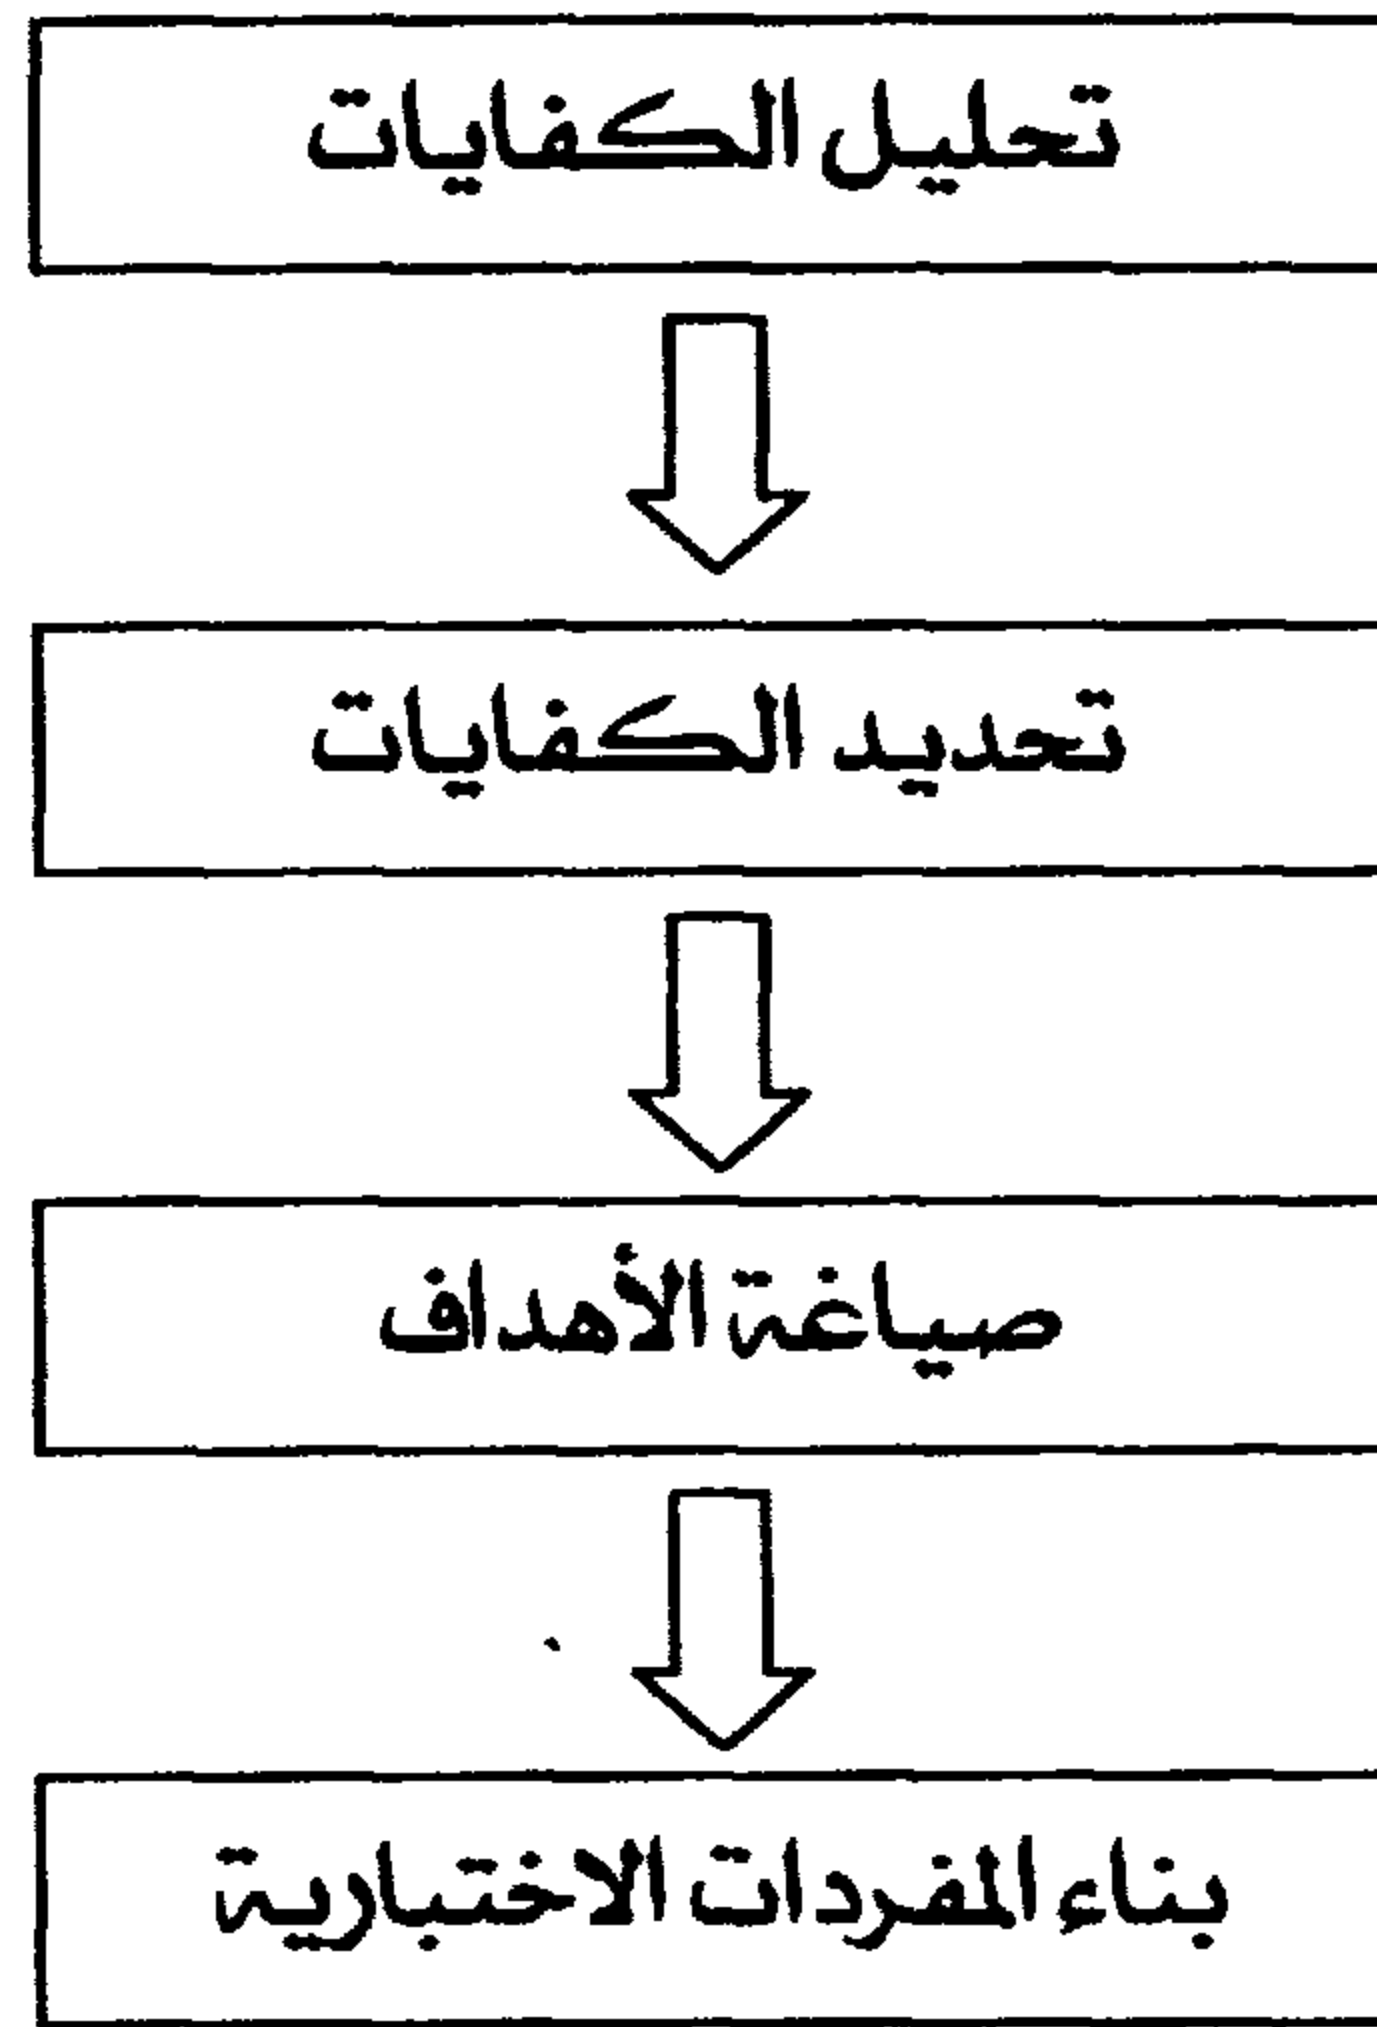 تحليل الكفايات
تحديد الكفايات
صياغة الأهداف
بناء المفردات الاختبارية